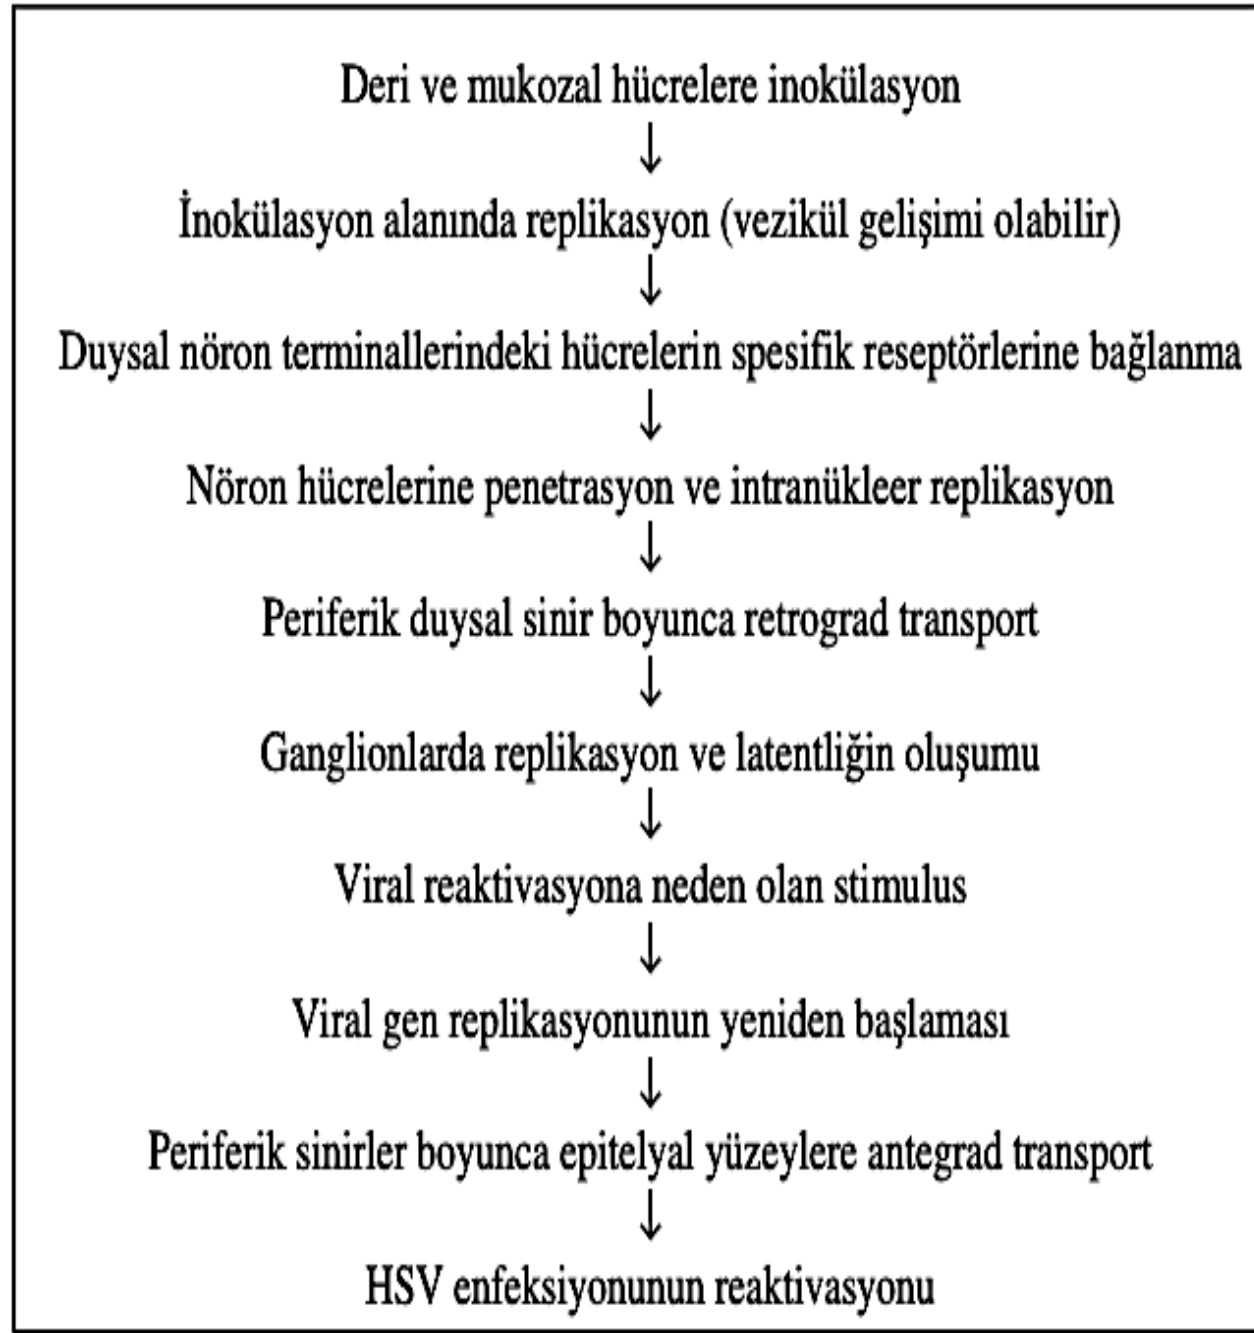 Deri ve mukozal hücrelere inokülasyon
↓
İnokülasyon alanında replikasyon (vezikül gelişimi olabilir)
↓
Duysal nöron terminallerindeki hücrelerin spesifik reseptörlerine bağlanma
↓
Nöron hücrelerine penetrasyon ve intranükleer replikasyon
↓
Periferik duysal sinir boyunca retrograd transport
↓
Ganglionlarda replikasyon ve latentliğin oluşumu
↓
Viral reaktivasyona neden olan stimulus
↓
Viral gen replikasyonunun yeniden başlaması
↓
Periferik sinirler boyunca epitelyal yüzeylere antegrad transport
↓
HSV enfeksiyonunun reaktivasyonu